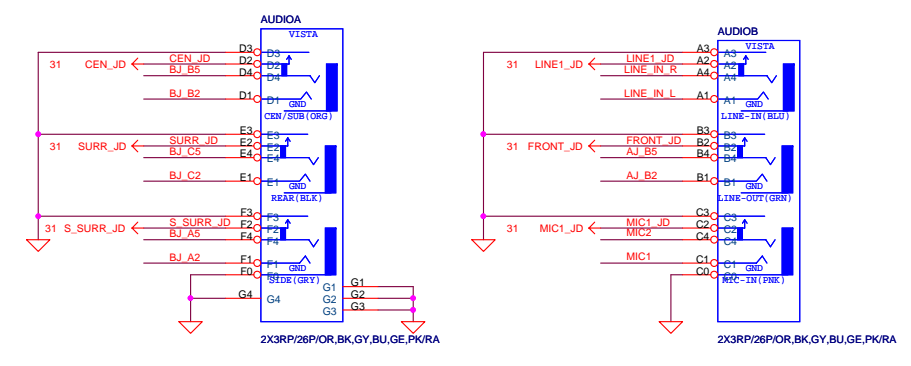 AUDIOA
VISTA
D3 D3
31 CEN_JD CEN_JD D2 D2
BJ_B5 D4 D4
BJ_B2 D1 D1
GND
CEN/SUB(ORG)
E3 E3
31 SURR_JD SURR_JD E2 E2
BJ_C5 E4 E4
BJ_C2 E1 E1
GND
REAR(BLK)
F3 F3
31 S_SURR_JD S_SURR_JD F2 F2
BJ_A5 F4 F4
BJ_A2 F1 F1
GND
F0 F0
SIDE(GRY)
G4 G4
G1 G1
G2 G2
G3 G3
2X3RP/26P/OR,BK,GY,BU,GE,PK/RA
AUDIOB
VISTA
A3 A3
31 LINE1_JD LINE1_JD A2 A2
LINE_IN_R A4 A4
LINE_IN_L A1 A1
GND
LINE-IN(BLU)
B3 B3
31 FRONT_JD FRONT_JD B2 B2
AJ_B5 B4 B4
AJ_B2 B1 B1
GND
LINE-OUT(GRN)
C3 C3
31 MIC1_JD MIC1_JD C2 C2
MIC2 C4 C4
MIC1 C1 C1
GND
C0 C0
MIC-IN(PNK)
2X3RP/26P/OR,BK,GY,BU,GE,PK/RA